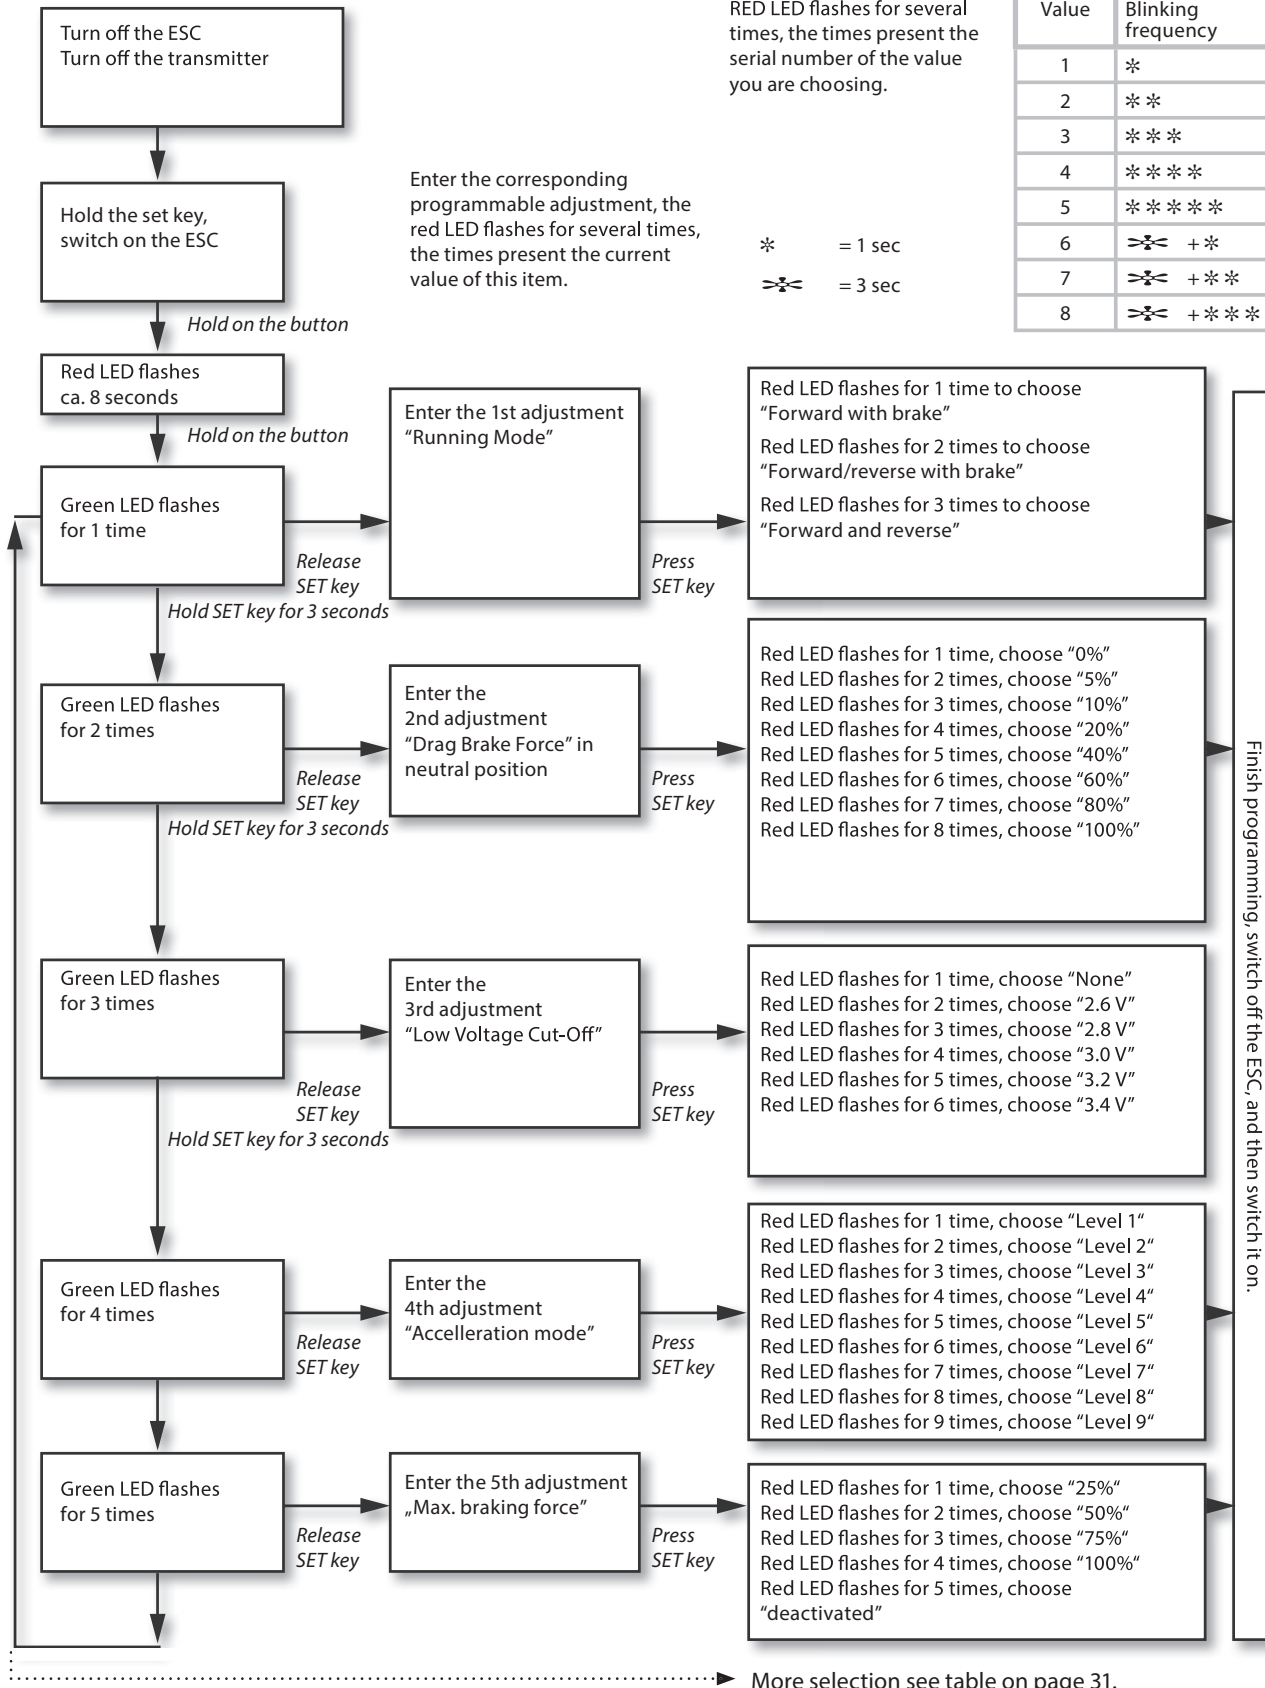 Turn off the ESC
Turn off the transmitter
RED LED flashes for several
times, the times present the
serial number of the value
you are choosing.
Value Blinking
frequency
1 *
2 **
3 ***
4 ****
5 *****
6 + *
7 + **
8 + ***
Hold the set key,
switch on the ESC
Enter the corresponding
programmable adjustment, the
red LED flashes for several times,
the times present the current
value of this item.
* = 1 sec
= 3 sec
Hold on the button
Red LED flashes
ca. 8 seconds
Hold on the button
Green LED flashes
for 1 time
Release
SET key
Hold SET key for 3 seconds
Enter the 1st adjustment
“Running Mode”
Press
SET key
Red LED flashes for 1 time to choose
“Forward with brake”
Red LED flashes for 2 times to choose
“Forward/reverse with brake”
Red LED flashes for 3 times to choose
“Forward and reverse”
Green LED flashes
for 2 times
Release
SET key
Hold SET key for 3 seconds
Enter the
2nd adjustment
“Drag Brake Force” in
neutral position
Press
SET key
Red LED flashes for 1 time, choose “0%”
Red LED flashes for 2 times, choose “5%”
Red LED flashes for 3 times, choose “10%”
Red LED flashes for 4 times, choose “20%”
Red LED flashes for 5 times, choose “40%”
Red LED flashes for 6 times, choose “60%”
Red LED flashes for 7 times, choose “80%”
Red LED flashes for 8 times, choose “100%”
Green LED flashes
for 3 times
Release
SET key
Hold SET key for 3 seconds
Enter the
3rd adjustment
“Low Voltage Cut-Off”
Press
SET key
Red LED flashes for 1 time, choose “None”
Red LED flashes for 2 times, choose “2.6 V”
Red LED flashes for 3 times, choose “2.8 V”
Red LED flashes for 4 times, choose “3.0 V”
Red LED flashes for 5 times, choose “3.2 V”
Red LED flashes for 6 times, choose “3.4 V”
Green LED flashes
for 4 times
Release
SET key
Enter the
4th adjustment
“Accelleration mode”
Press
SET key
Red LED flashes for 1 time, choose “Level 1“
Red LED flashes for 2 times, choose “Level 2“
Red LED flashes for 3 times, choose “Level 3“
Red LED flashes for 4 times, choose “Level 4“
Red LED flashes for 5 times, choose “Level 5“
Red LED flashes for 6 times, choose “Level 6“
Red LED flashes for 7 times, choose “Level 7“
Red LED flashes for 8 times, choose “Level 8“
Red LED flashes for 9 times, choose “Level 9“
Green LED flashes
for 5 times
Release
SET key
Enter the 5th adjustment
„Max. braking force”
Press
SET key
Red LED flashes for 1 time, choose “25%“
Red LED flashes for 2 times, choose “50%“
Red LED flashes for 3 times, choose “75%“
Red LED flashes for 4 times, choose “100%“
Red LED flashes for 5 times, choose
“deactivated”
Finish programming, switch off the ESC, and then switch it on.
More selection see table on page 31.